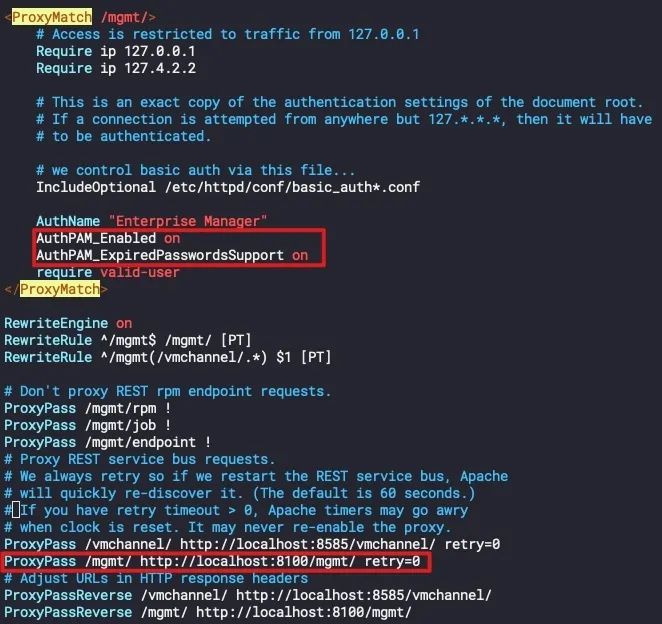 <ProxyMatch /mgmt/>
# Access is restricted to traffic from 127.0.0.1
Require ip 127.0.0.1
Require ip 127.4.2.2
# This is an exact copy of the authentication settings of the document root.
# If a connection is attempted from anywhere but 127.*.*.*, then it will have
# to be authenticated.
# we control basic auth via this file...
IncludeOptional /etc/httpd/conf/basic_auth*.conf
AuthName "Enterprise Manager"
AuthPAM_Enabled on
AuthPAM_ExpiredPasswordsSupport on
require valid-user
</ProxyMatch>
RewriteEngine on
RewriteRule ^/mgmt$ /mgmt/ [PT]
RewriteRule ^/mgmt(/vmchannel/.*) $1 [PT]
# Don't proxy REST rpm endpoint requests.
ProxyPass /mgmt/rpm !
ProxyPass /mgmt/job !
ProxyPass /mgmt/endpoint !
# Proxy REST service bus requests.
# We always retry so if we restart the REST service bus, Apache
# will quickly re-discover it. (The default is 60 seconds.)
# If you have retry timeout > 0, Apache timers may go awry
# when clock is reset. It may never re-enable the proxy.
ProxyPass /vmchannel/ http://localhost:8585/vmchannel/ retry=0
ProxyPass /mgmt/ http://localhost:8100/mgmt/ retry=0
# Adjust URLs in HTTP response headers
ProxyPassReverse /vmchannel/ http://localhost:8585/vmchannel/
ProxyPassReverse /mgmt/ http://localhost:8100/mgmt/